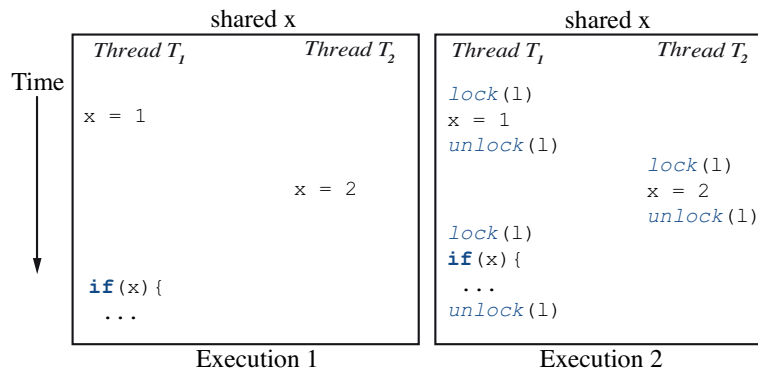 shared x
Thread T1
Thread T2
Time
x = 1
x = 2
if(x){
...
Execution 1
shared x
Thread T1
Thread T2
lock(l)
x = 1
unlock(l)
lock(l)
x = 2
unlock(l)
lock(l)
if(x){
...
unlock(l)
Execution 2